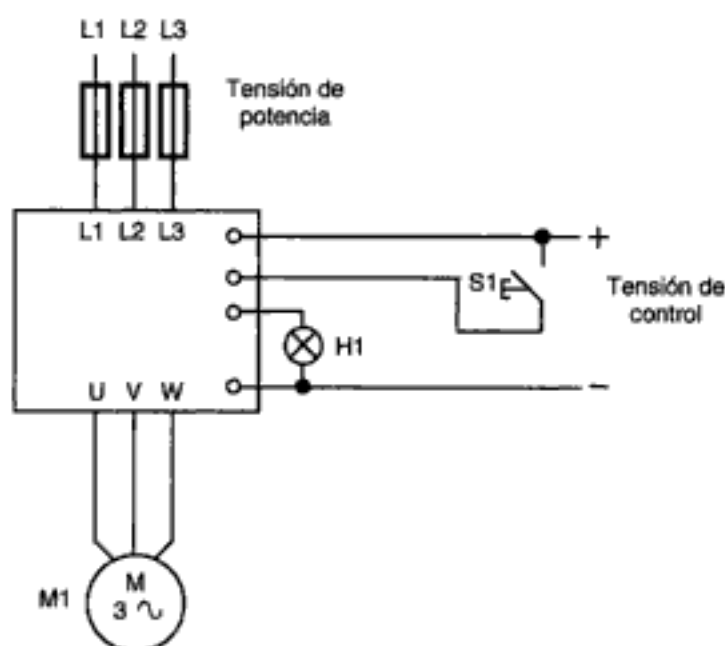 L1 L2 L3
Tensión de
potencia
L1 L2 L3
+
S1
Tensión de
control
H1
U V W
-
M1
M
3 ∿